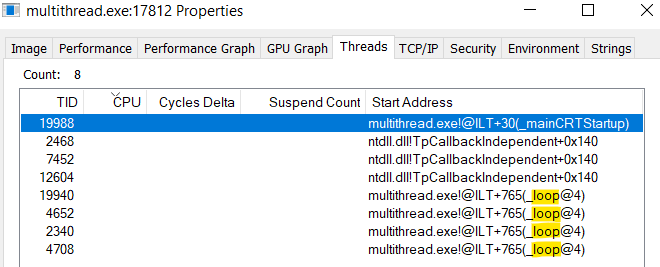 multithread.exe:17812 Properties
Image Performance Performance Graph GPU Graph Threads TCP/IP Security Environment Strings
Count: 8
TID CPU Cycles Delta Suspend Count Start Address
19988 multithread.exe!@ILT+30(_mainCRTStartup)
2468 ntdll.dll!TpCallbackIndependent+0x140
7452 ntdll.dll!TpCallbackIndependent+0x140
12604 ntdll.dll!TpCallbackIndependent+0x140
19940 multithread.exe!@ILT+765(_loop@4)
4652 multithread.exe!@ILT+765(_loop@4)
2340 multithread.exe!@ILT+765(_loop@4)
4708 multithread.exe!@ILT+765(_loop@4)